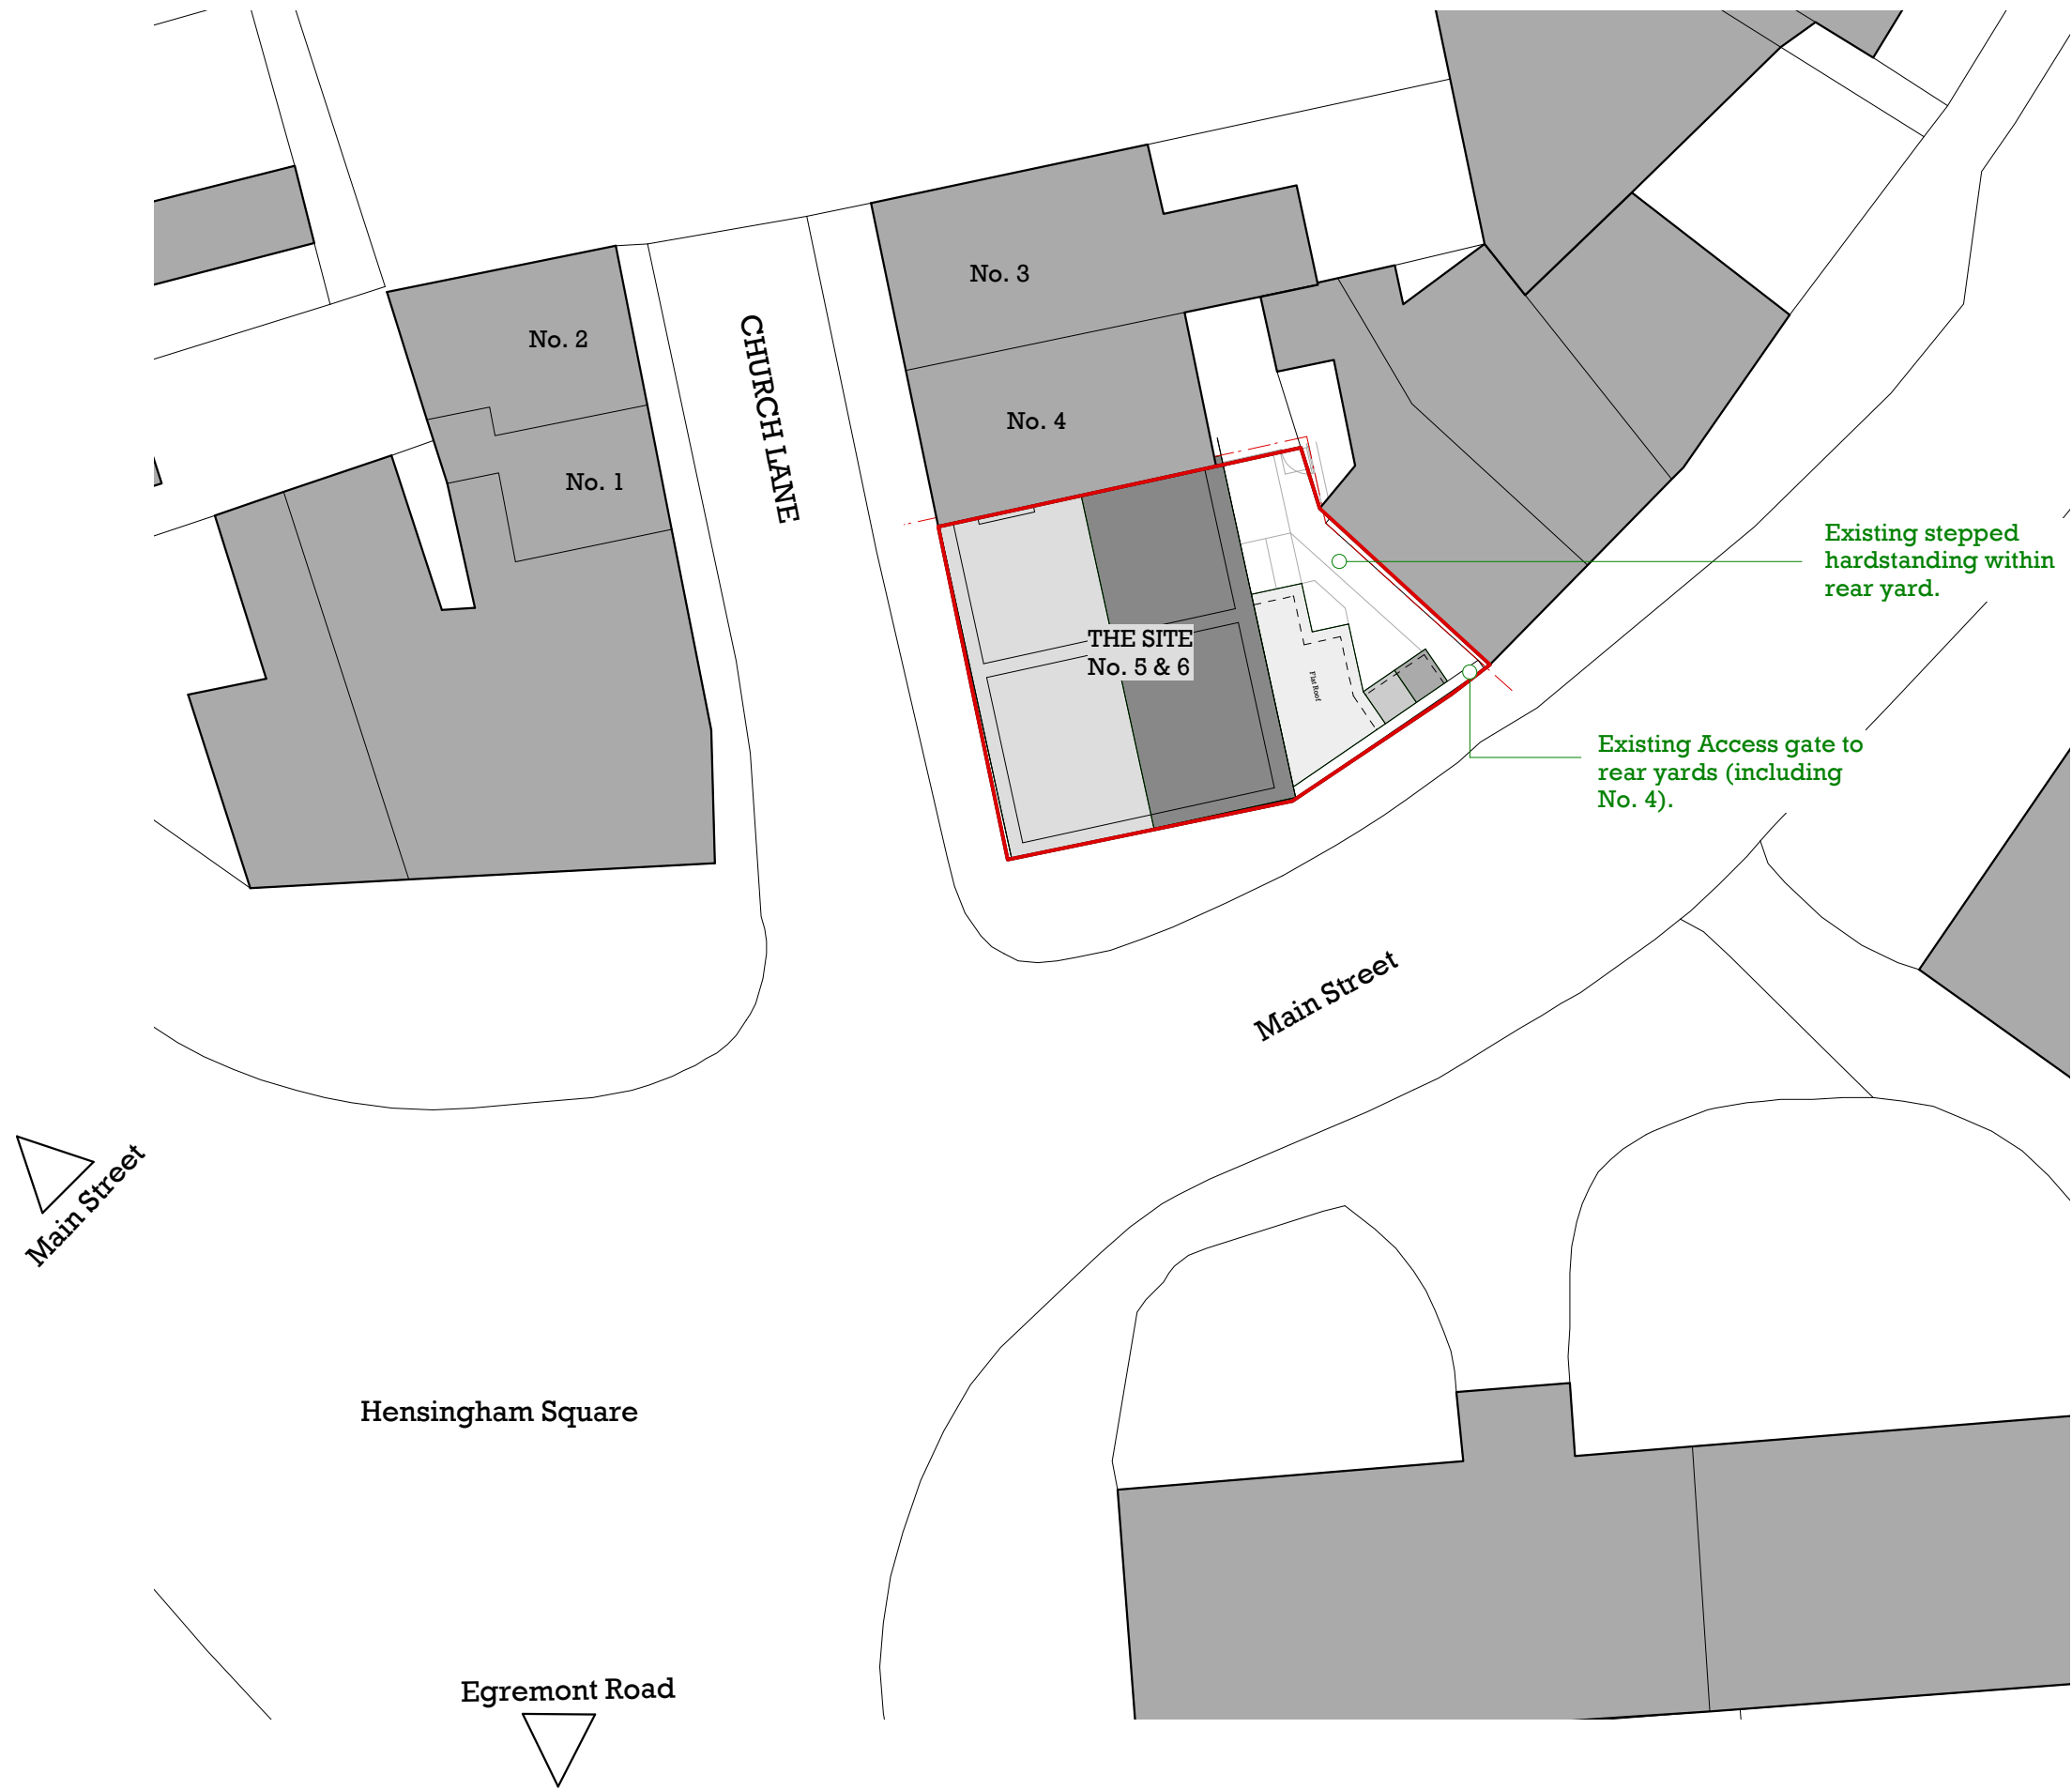 No. 3
No. 2
CHURCH LANE
No. 4
No. 1
Existing stepped
hardstanding within
rear yard.
THE SITE
No. 5 & 6
Flat Roof
Existing Access gate to
rear yards (including
No. 4).
Main Street
Main Street
Hensingham Square
Egremont Road